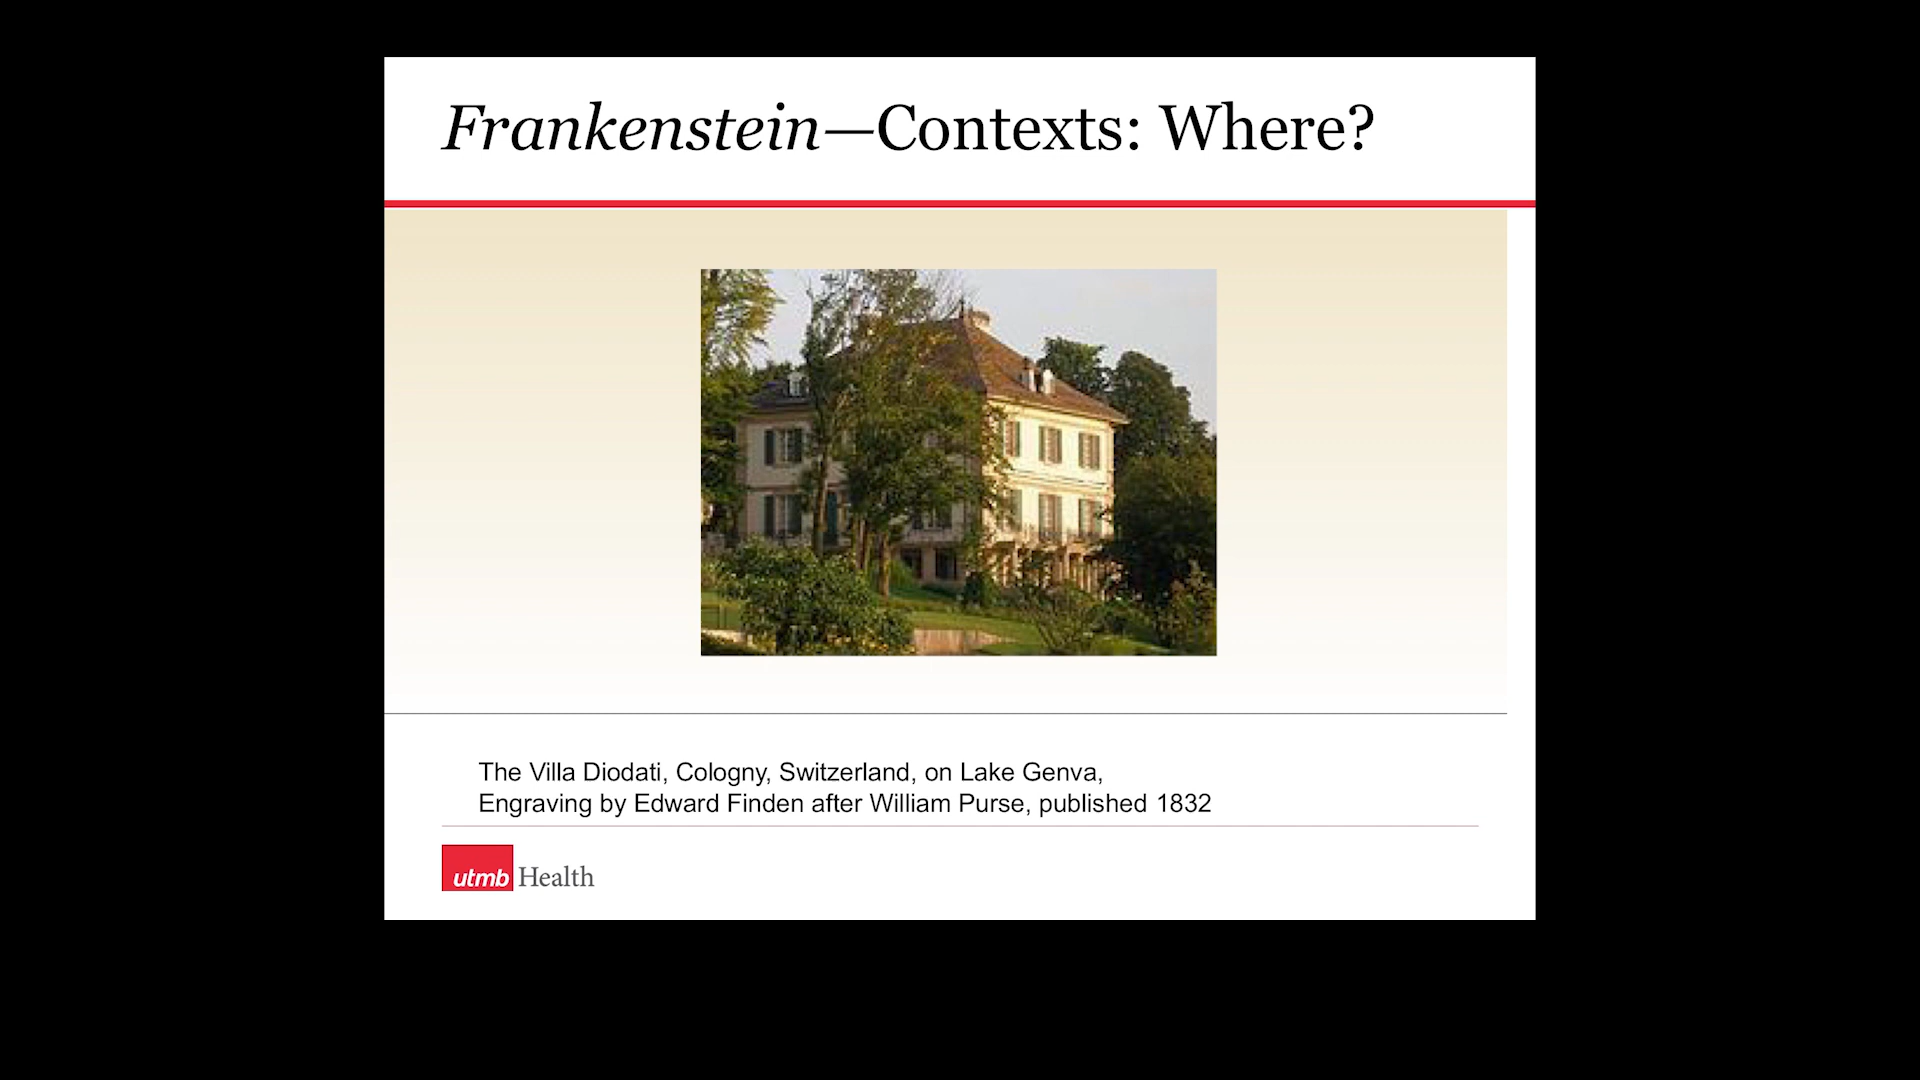 Frankenstein—Contexts: Where?
The Villa Diodati, Cologny, Switzerland, on Lake Genva,
Engraving by Edward Finden after William Purse, published 1832
utmb Health